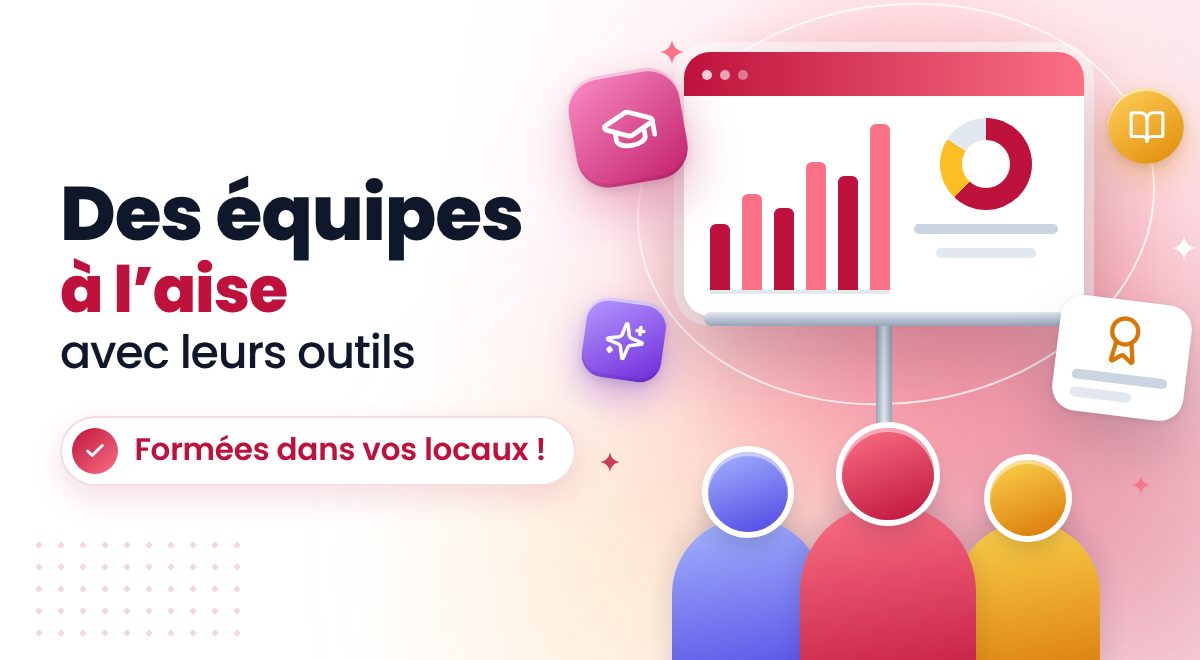 Des équipes
à l’aise
avec leurs outils
Formées dans vos locaux !